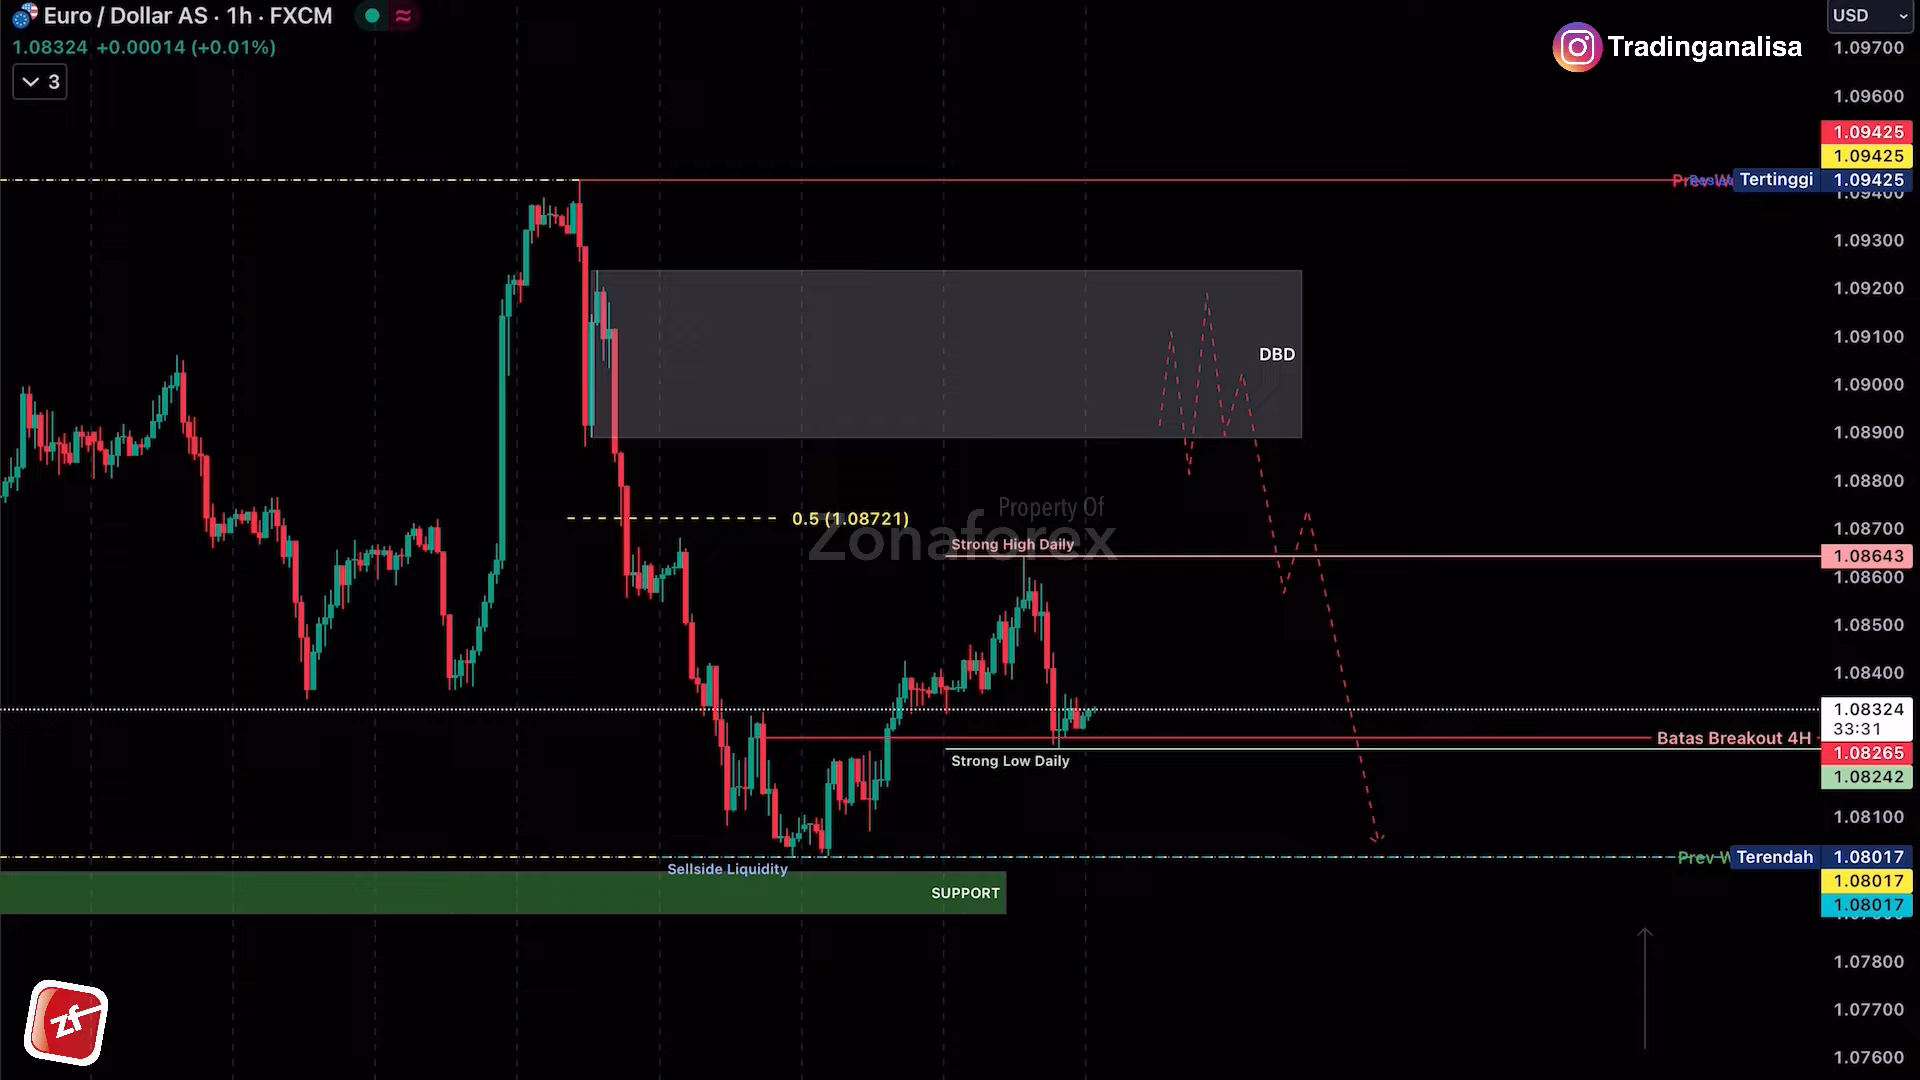 Euro / Dollar AS · 1h · FXCM
1.08324 +0.00014 (+0.01%)
3
Tradinganalisa
USD
1.09700
1.09600
1.09425
1.09425
Prev W
Tertinggi 1.09425
1.09400
1.09300
1.09200
1.09100
DBD
1.09000
1.08900
1.08800
Property Of
Zonaforex
0.5 (1.08721)
1.08700
Strong High Daily
1.08643
1.08600
1.08500
1.08400
1.08324
33:31
Batas Breakout 4H
1.08265
Strong Low Daily
1.08242
1.08100
Prev W
Terendah 1.08017
Sellside Liquidity
1.08017
SUPPORT
1.08017
1.07800
1.07700
1.07600
zf